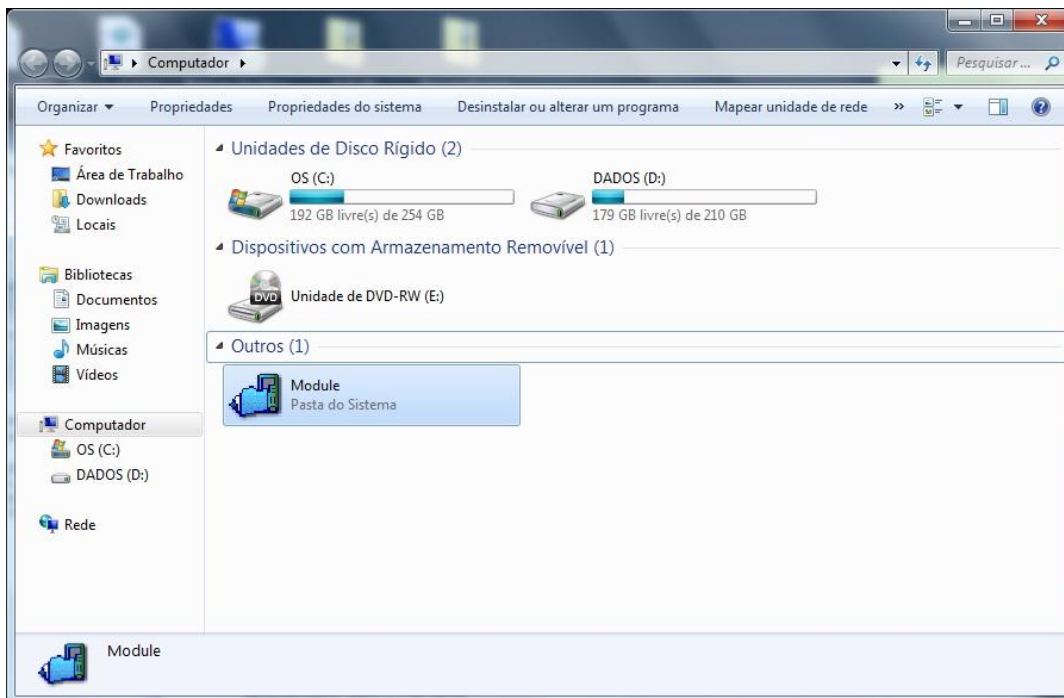 Computador
Pesquisar...
Organizar
Propriedades
Propriedades do sistema
Desinstalar ou alterar um programa
Mapear unidade de rede
»
Favoritos
Área de Trabalho
Downloads
Locais
Bibliotecas
Documentos
Imagens
Músicas
Vídeos
Computador
OS (C:)
DADOS (D:)
Rede
Unidades de Disco Rígido (2)
OS (C:)
192 GB livre(s) de 254 GB
DADOS (D:)
179 GB livre(s) de 210 GB
Dispositivos com Armazenamento Removível (1)
DVD
Unidade de DVD-RW (E:)
Outros (1)
Module
Pasta do Sistema
Module